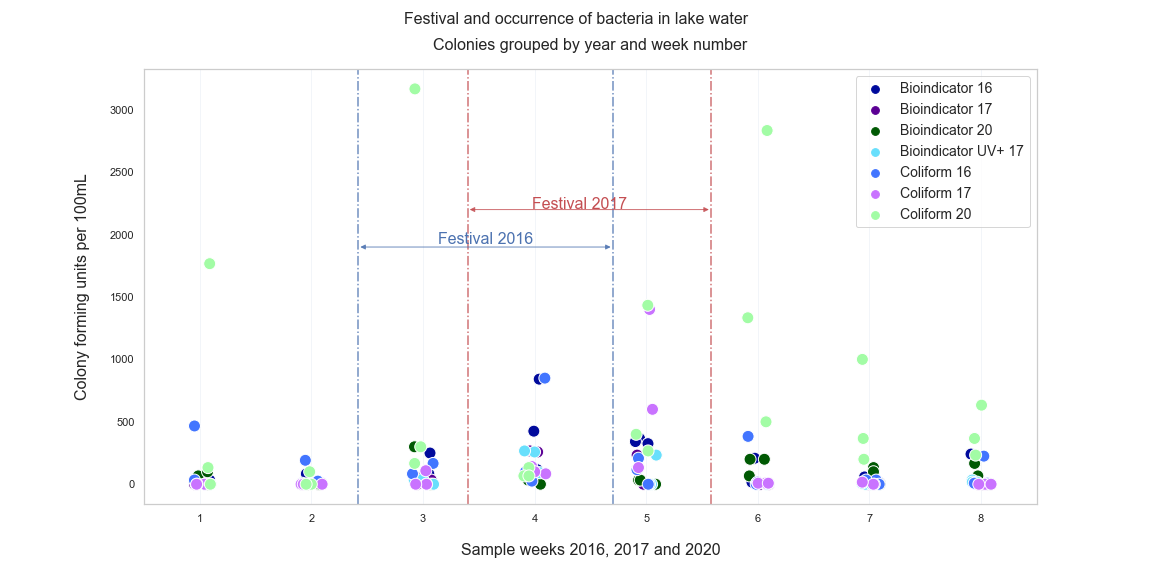 Festival and occurrence of bacteria in lake water
Colonies grouped by year and week number
Colony forming units per 100mL
3000
2500
2000
1500
1000
500
0
Festival 2017
Festival 2016
Bioindicator 16
Bioindicator 17
Bioindicator 20
Bioindicator UV+ 17
Coliform 16
Coliform 17
Coliform 20
1 2 3 4 5 6 7 8
Sample weeks 2016, 2017 and 2020